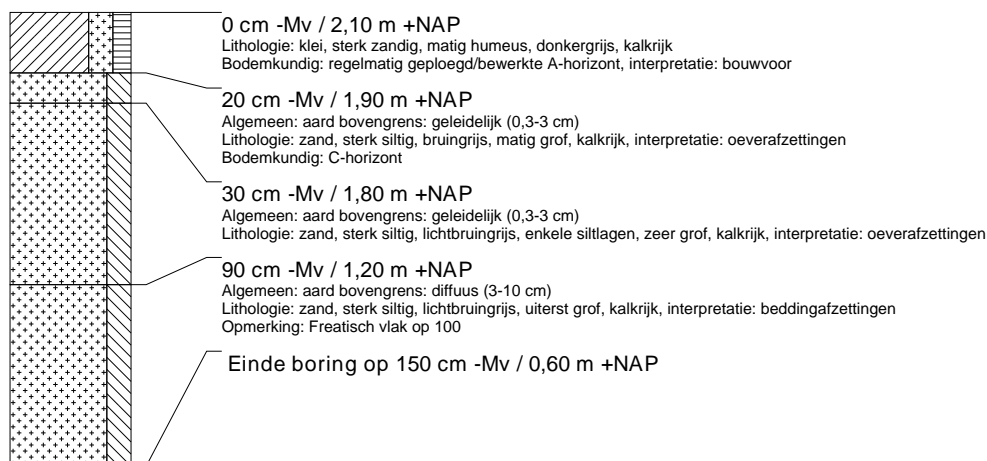 0 cm -Mv / 2,10 m +NAP
Lithologie: klei, sterk zandig, matig humeus, donkergrijs, kalkrijk
Bodemkundig: regelmatig geploegd/bewerkte A-horizont, interpretatie: bouwvoor
20 cm -Mv / 1,90 m +NAP
Algemeen: aard bovengrens: geleidelijk (0,3-3 cm)
Lithologie: zand, sterk siltig, bruingrijs, matig grof, kalkrijk, interpretatie: oeverafzettingen
Bodemkundig: C-horizont
30 cm -Mv / 1,80 m +NAP
Algemeen: aard bovengrens: geleidelijk (0,3-3 cm)
Lithologie: zand, sterk siltig, lichtbruingrijs, enkele siltlagen, zeer grof, kalkrijk, interpretatie: oeverafzettingen
90 cm -Mv / 1,20 m +NAP
Algemeen: aard bovengrens: diffuus (3-10 cm)
Lithologie: zand, sterk siltig, lichtbruingrijs, uiterst grof, kalkrijk, interpretatie: beddingafzettingen
Opmerking: Freatisch vlak op 100
Einde boring op 150 cm -Mv / 0,60 m +NAP